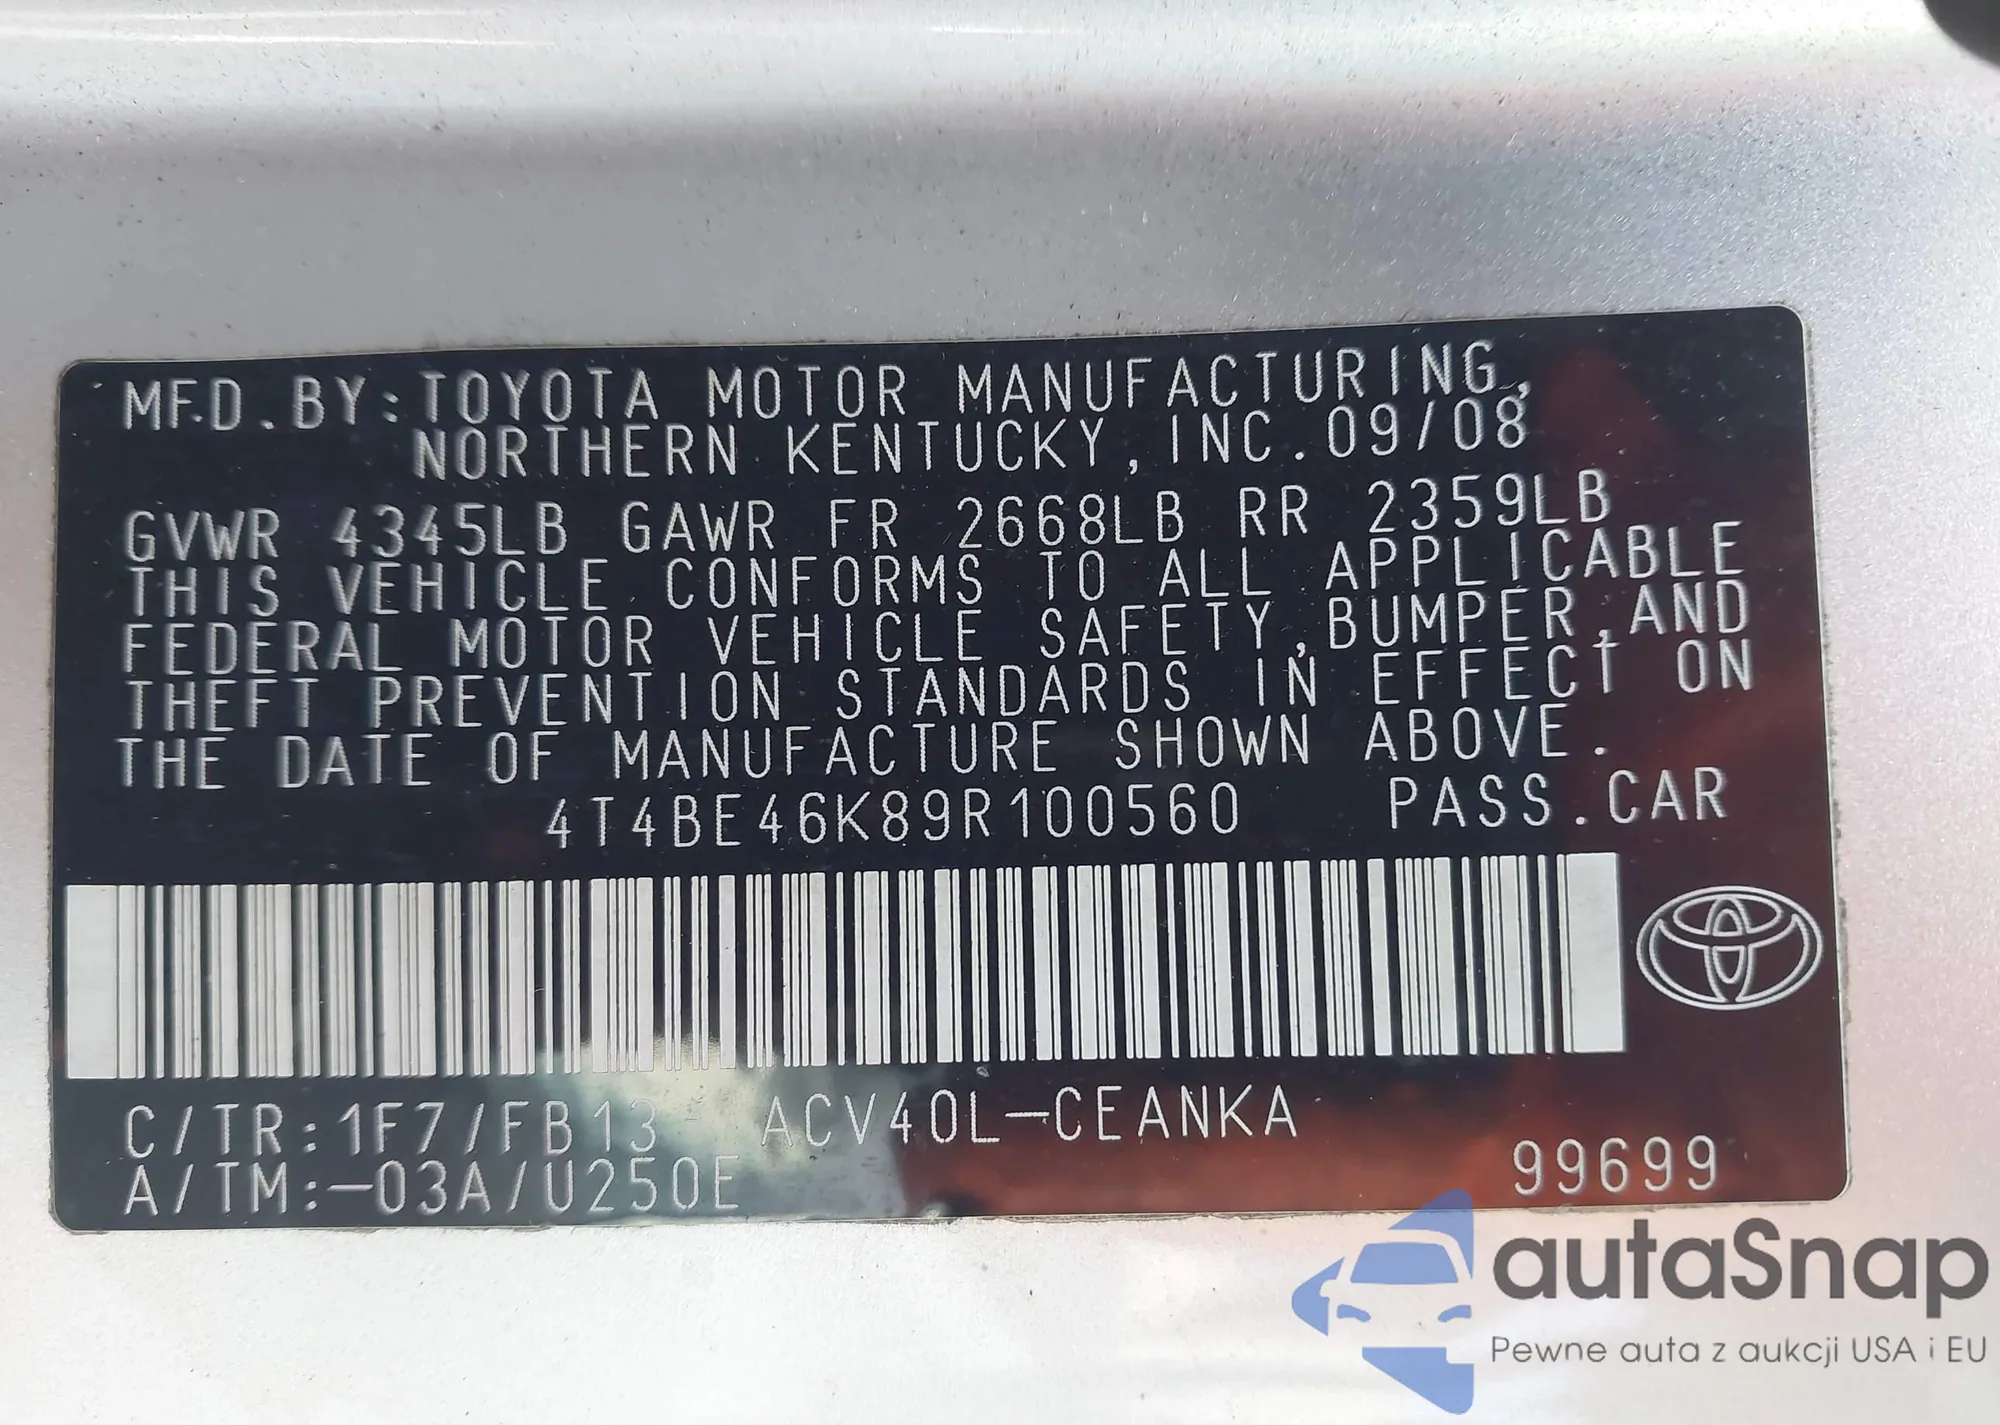 MFD.BY:TOYOTA MOTOR MANUFACTURING,
NORTHERN KENTUCKY, INC. 09/08
GVWR 4345LB GAWR FR 2668LB RR 2359LB
THIS VEHICLE CONFORMS TO ALL APPLICABLE
FEDERAL MOTOR VEHICLE SAFETY,BUMPER,AND
THEFT PREVENTION STANDARDS IN EFFECT ON
THE DATE OF MANUFACTURE SHOWN ABOVE.
4T4BE46K89R100560 PASS.CAR
C/TR:1F7/FB13 ACV40L-CEANKA
A/TM:-03A/U250E 99699
autaSnap
Pewne auta z aukcji USA i EU